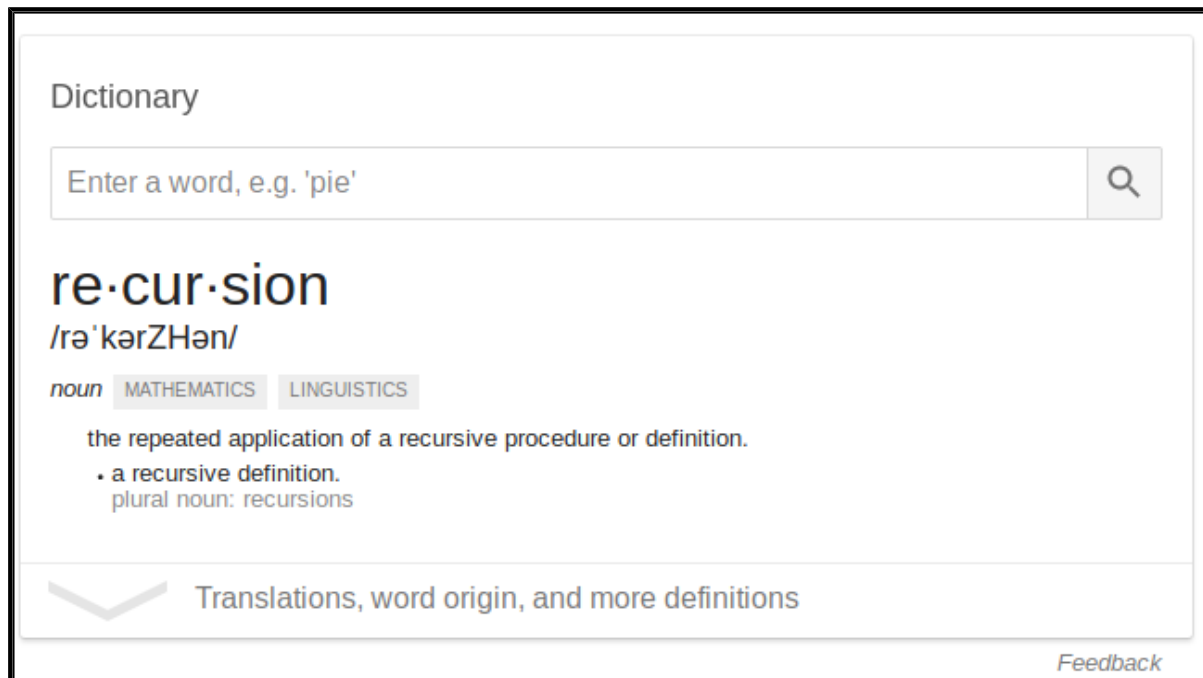 Dictionary
Enter a word, e.g. 'pie'
re·cur·sion
/rəˈkərZHən/
noun MATHEMATICS LINGUISTICS
the repeated application of a recursive procedure or definition.
• a recursive definition.
plural noun: recursions
Translations, word origin, and more definitions
Feedback